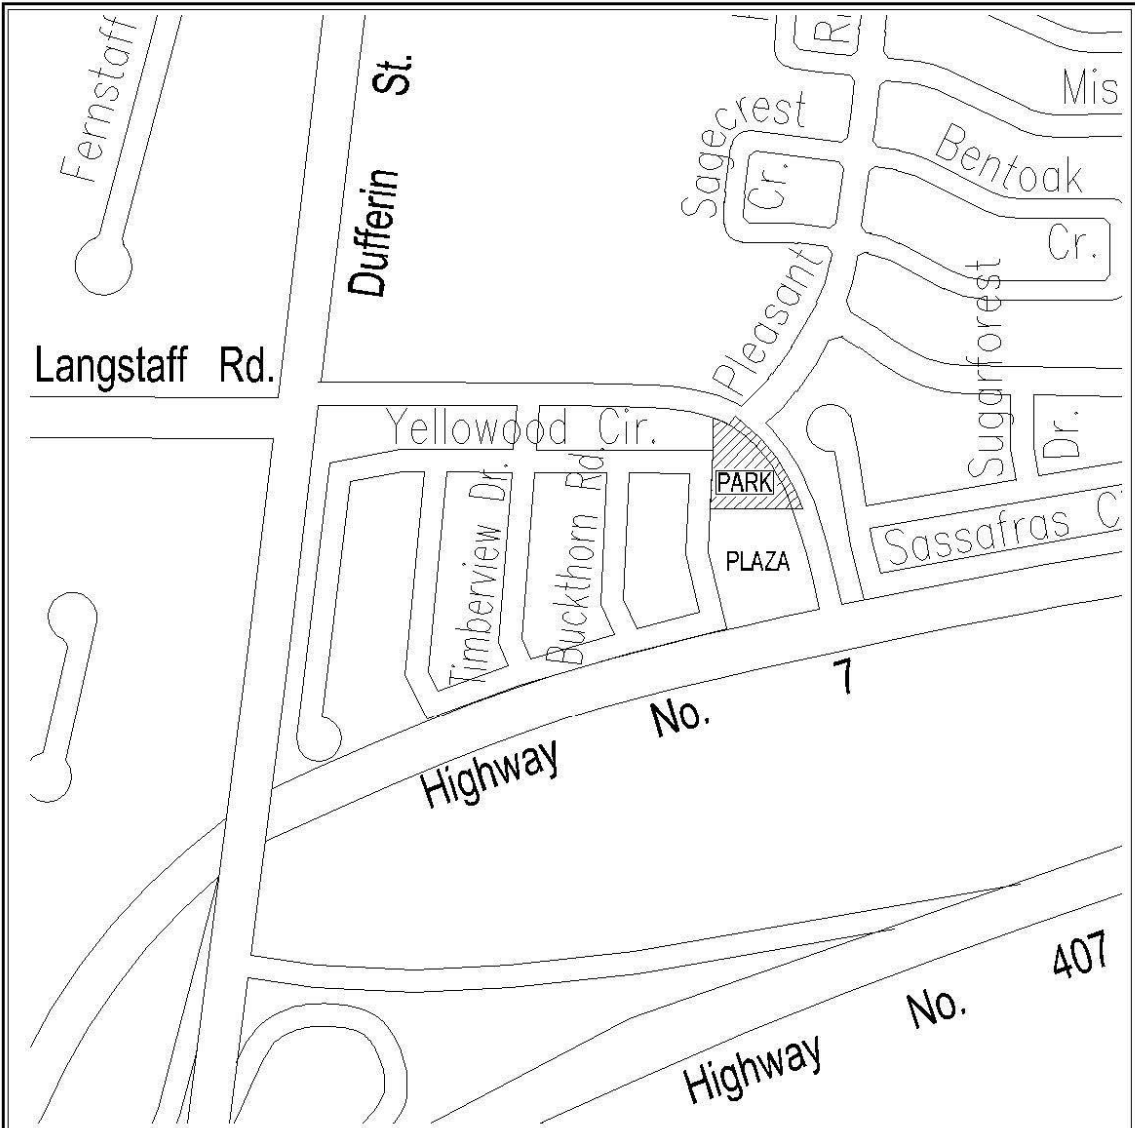 Fernstaff
Dufferin St.
Langstaff Rd.
Sagecrest
Cr.
Mis
Bentoak
Cr.
Pleasant
Sugarforest
Dr.
Yellowood Cir.
Timberview Dr.
Buckthorn Rd.
PARK
PLAZA
Sassafras C
Highway No. 7
Highway No. 407